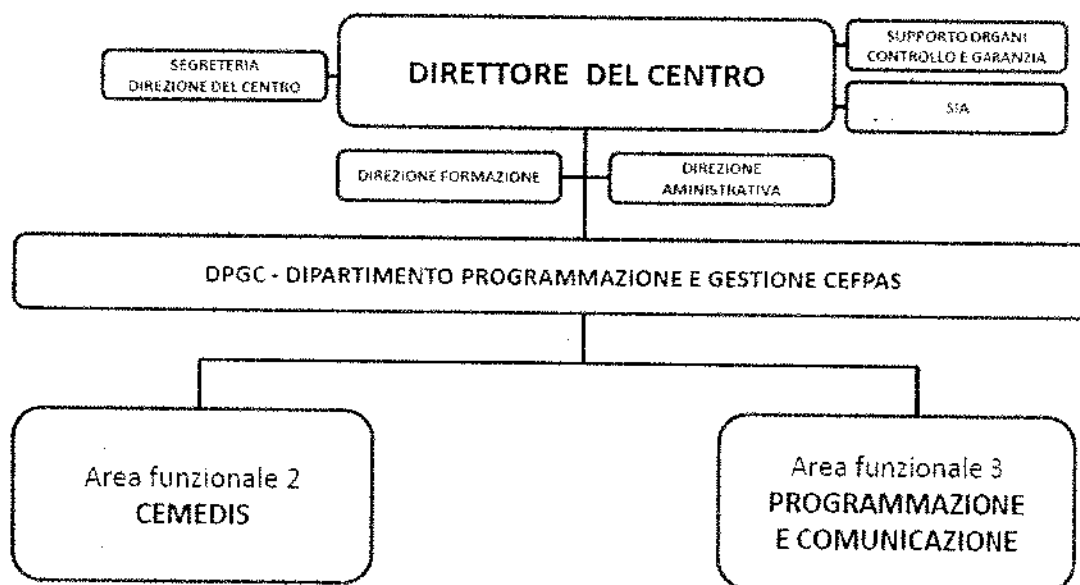 SEGRETERIA
DIREZIONE DEL CENTRO
DIRETTORE DEL CENTRO
SUPPORTO ORGANI
CONTROLLO E GARANZIA
SIA
DIREZIONE FORMAZIONE
DIREZIONE
AMINISTRATIVA
DPGC - DIPARTIMENTO PROGRAMMAZIONE E GESTIONE CEFPAS
Area funzionale 2
CEMEDIS
Area funzionale 3
PROGRAMMAZIONE
E COMUNICAZIONE